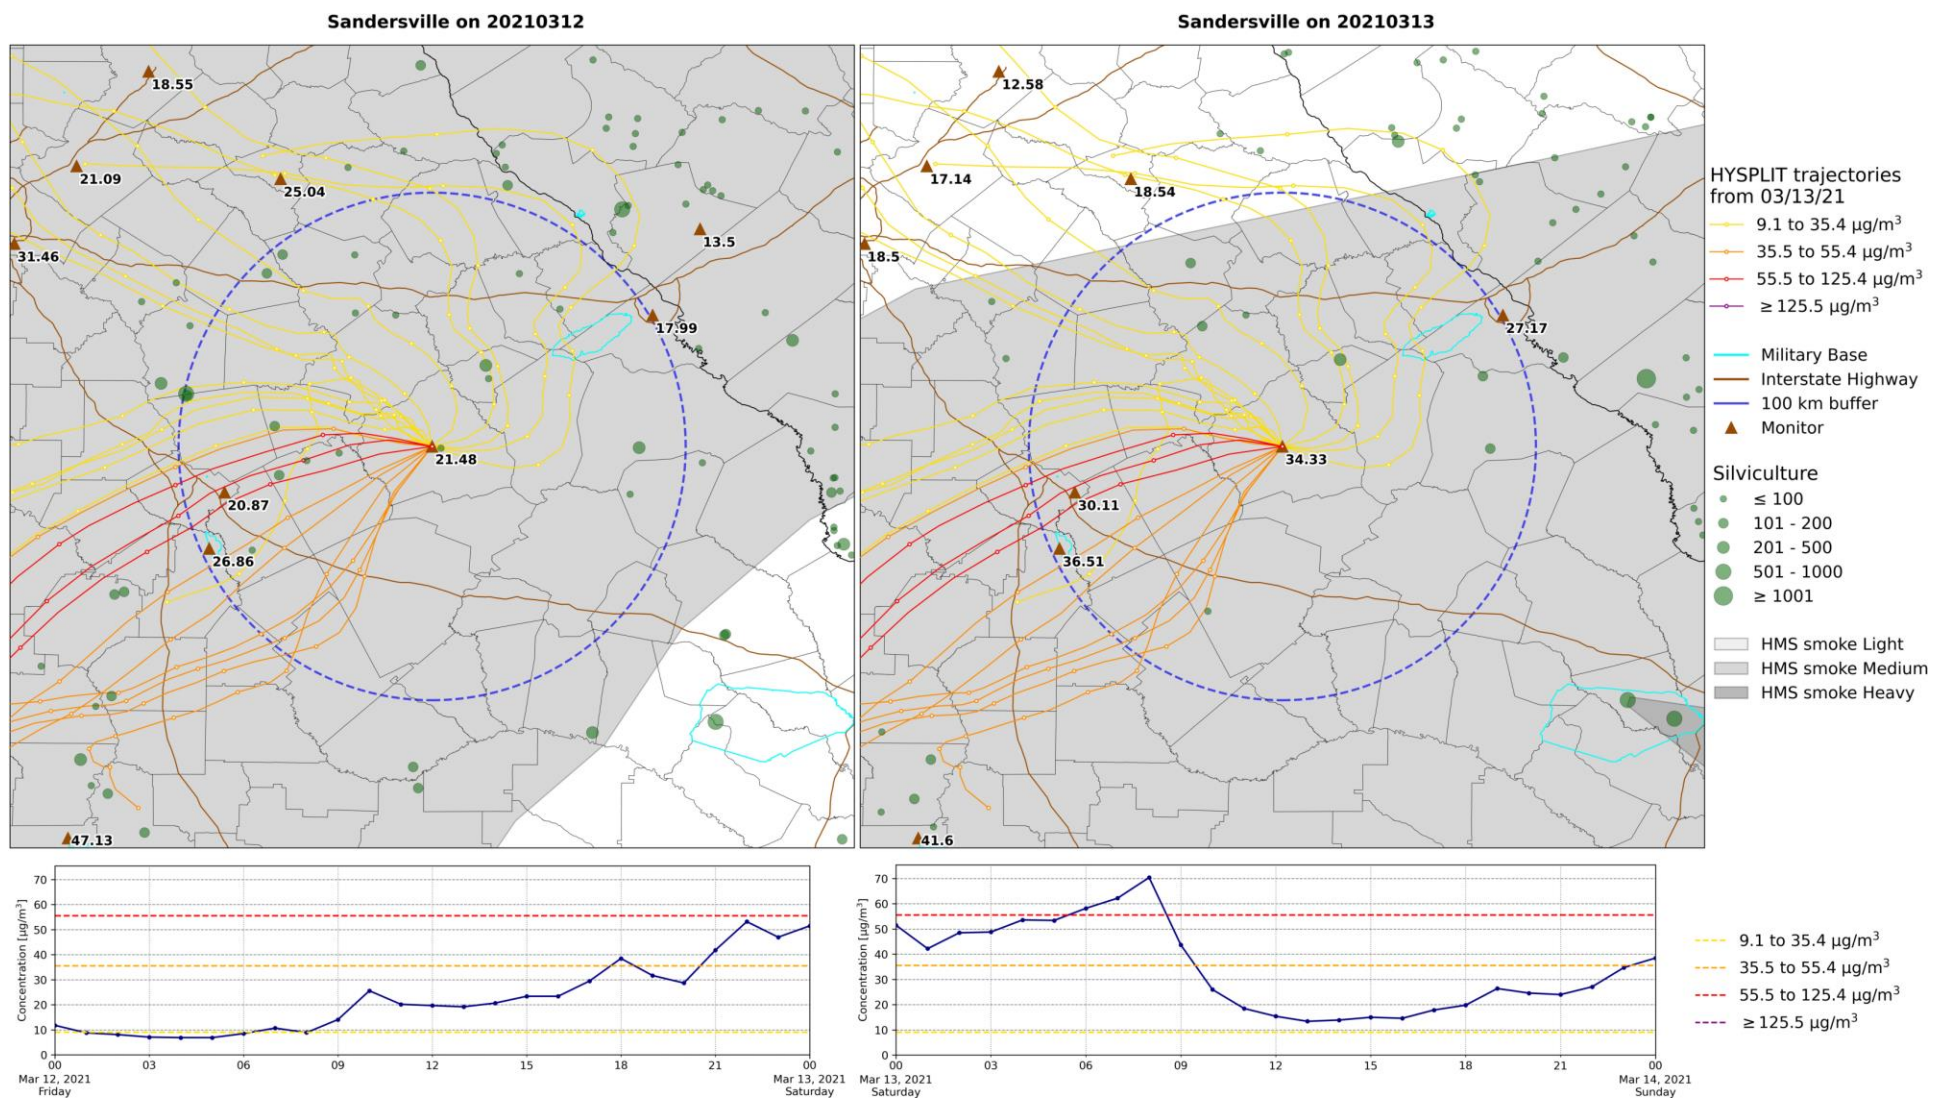 Sandersville on 20210312
18.55
21.09
25.04
13.5
31.46
17.99
21.48
20.87
26.86
47.13
Sandersville on 20210313
12.58
17.14
18.54
18.5
27.17
34.33
30.11
36.51
41.6
HYSPLIT trajectories
from 03/13/21
9.1 to 35.4 µg/m³
35.5 to 55.4 µg/m³
55.5 to 125.4 µg/m³
≥ 125.5 µg/m³
Military Base
Interstate Highway
100 km buffer
Monitor
Silviculture
≤ 100
101 - 200
201 - 500
501 - 1000
≥ 1001
HMS smoke Light
HMS smoke Medium
HMS smoke Heavy
Concentration [µg/m³]
70
60
50
40
30
20
10
0
00 03 06 09 12 15 18 21 00
Mar 12, 2021 Mar 13, 2021
Friday Saturday
Concentration [µg/m³]
70
60
50
40
30
20
10
0
00 03 06 09 12 15 18 21 00
Mar 13, 2021 Mar 14, 2021
Saturday Sunday
9.1 to 35.4 µg/m³
35.5 to 55.4 µg/m³
55.5 to 125.4 µg/m³
≥ 125.5 µg/m³